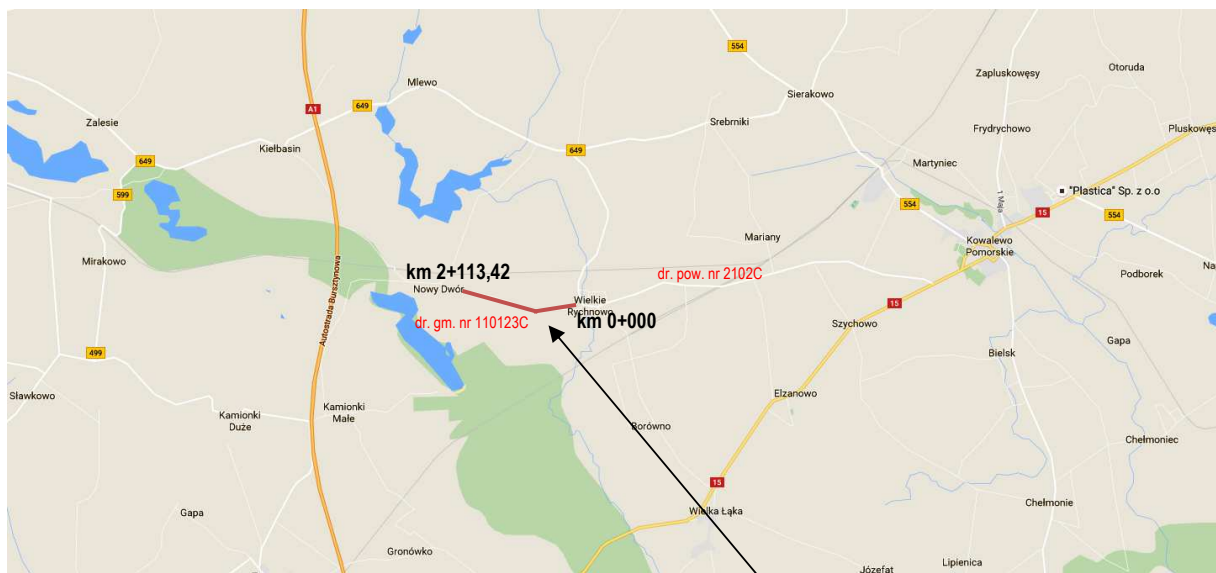 554
Zapluskowęsy
Otoruda
Mlewo
Sierakowo
649
A1
Zalesie
Srebrniki
Frydrychowo
Pluskowęs
Kiełbasin
649
649
Martyniec
599
1 Maja
"Plastica" Sp. z o.o
554
15
554
Mariany
Kowalewo
Pomorskie
Mirakowo
km 2+113,42
dr. pow. nr 2102C
Podborek
Nowy Dwór
Wielkie
Rychnowo
Autostrada Bursztynowa
dr. gm. nr 110123C
km 0+000
15
Szychowo
Gapa
499
Bielsk
Sławkowo
Elzanowo
Kamionki
Duże
Kamionki
Małe
Borówno
Chełmoniec
15
Chełmonie
Gapa
Wielka Łąka
Gronówko
Józefat
Lipienica